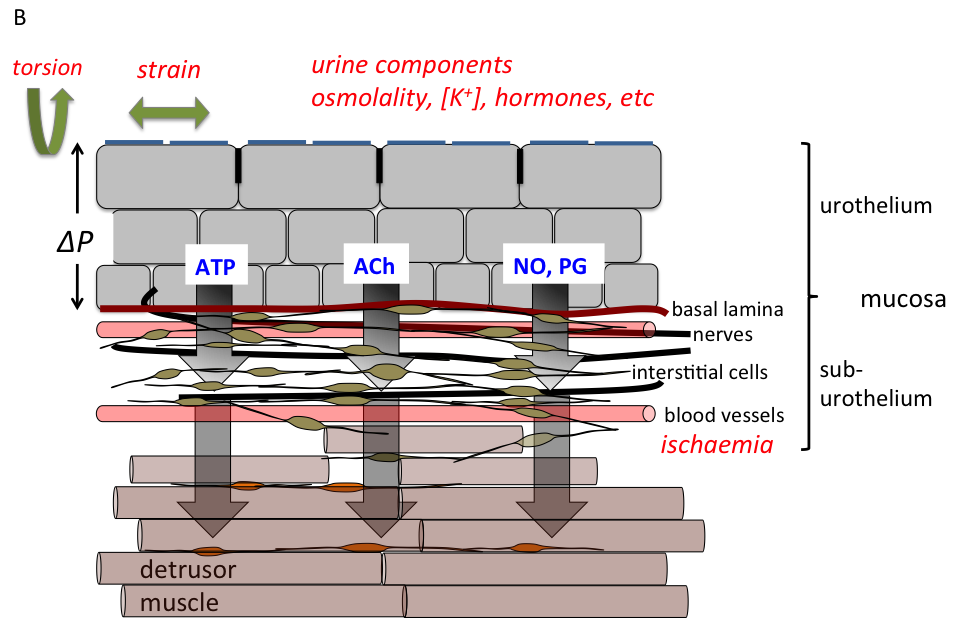 B
torsion
strain
urine components
osmolality, [K⁺], hormones, etc
ΔP
ATP
ACh
NO, PG
urothelium
mucosa
basal lamina
nerves
interstitial cells
sub-
urothelium
blood vessels
ischaemia
detrusor
muscle